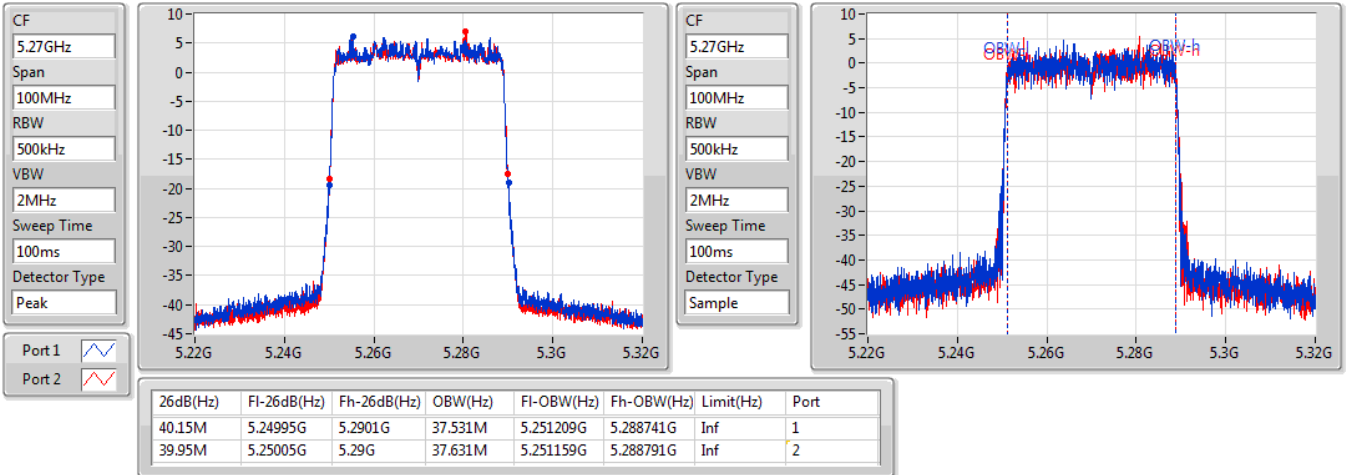 CF
5.27GHz
Span
100MHz
RBW
500kHz
VBW
2MHz
Sweep Time
100ms
Detector Type
Peak
Port 1
Port 2
10
5
0
-5
-10
-15
-20
-25
-30
-35
-40
-45
5.22G 5.24G 5.26G 5.28G 5.3G 5.32G
CF
5.27GHz
Span
100MHz
RBW
500kHz
VBW
2MHz
Sweep Time
100ms
Detector Type
Sample
10
5
0
-5
-10
-15
-20
-25
-30
-35
-40
-45
-50
-55
OBW-h
OBW-h
5.22G 5.24G 5.26G 5.28G 5.3G 5.32G
26dB(Hz) Fl-26dB(Hz) Fh-26dB(Hz) OBW(Hz) Fl-OBW(Hz) Fh-OBW(Hz) Limit(Hz) Port
40.15M 5.24995G 5.2901G 37.531M 5.251209G 5.288741G Inf 1
39.95M 5.25005G 5.29G 37.631M 5.251159G 5.288791G Inf 2